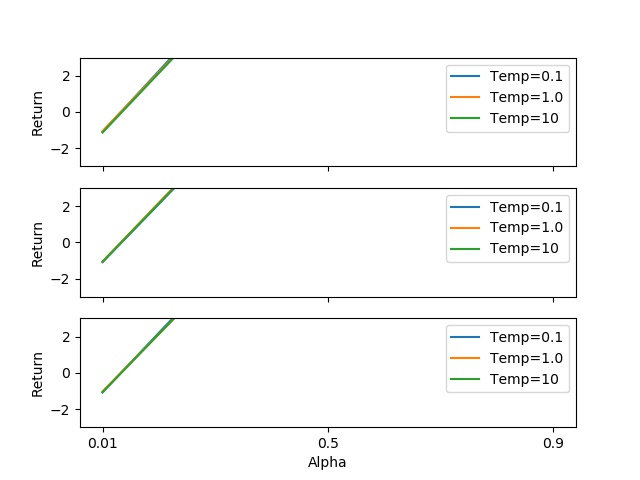 2
0
−2
Return
Temp=0.1
Temp=1.0
Temp=10
2
0
−2
Return
Temp=0.1
Temp=1.0
Temp=10
2
0
−2
Return
Temp=0.1
Temp=1.0
Temp=10
0.01 0.5 0.9
Alpha